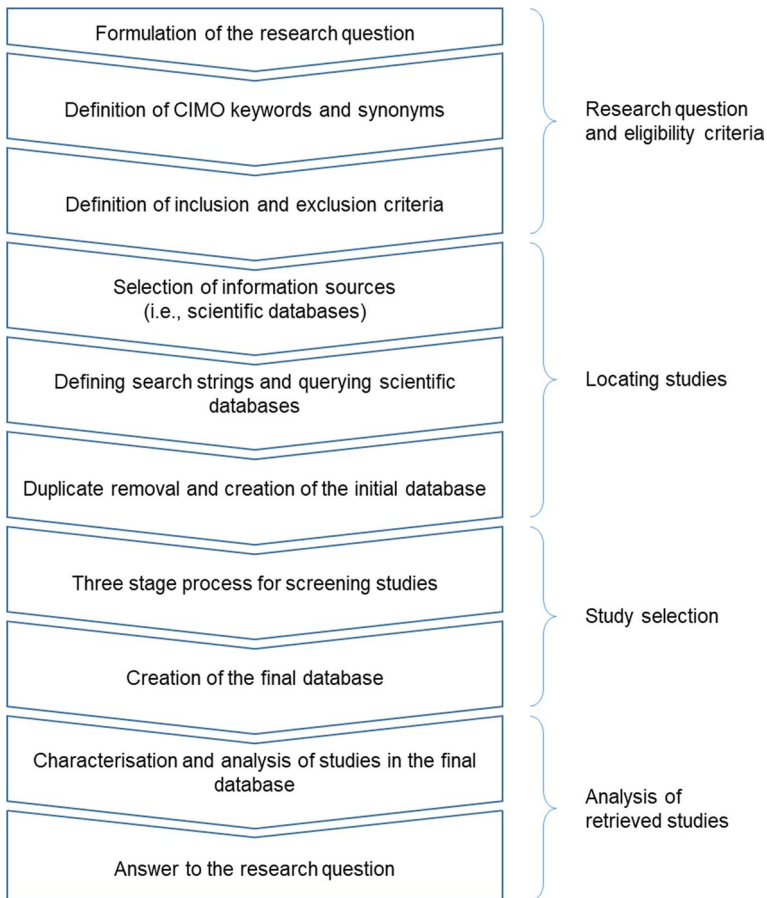 Formulation of the research question
Definition of CIMO keywords and synonyms
Definition of inclusion and exclusion criteria
Research question
and eligibility criteria
Selection of information sources
(i.e., scientific databases)
Defining search strings and querying scientific
databases
Duplicate removal and creation of the initial database
Locating studies
Three stage process for screening studies
Creation of the final database
Study selection
Characterisation and analysis of studies in the final
database
Answer to the research question
Analysis of
retrieved studies